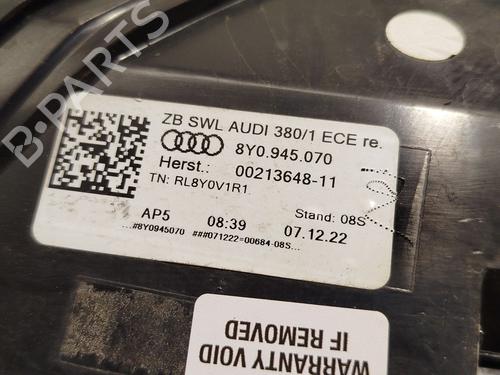 B-PARTS
ZB SWL AUDI 380/1 ECE re.
8Y0.945.070
Herst.: 00213648-11
TN: RL8Y0V1R1
Stand: 08S
AP5 08:39 07.12.22
...#8Y0945070 ###071222=00684-08S...
WARRANTY VOID
IF REMOVED